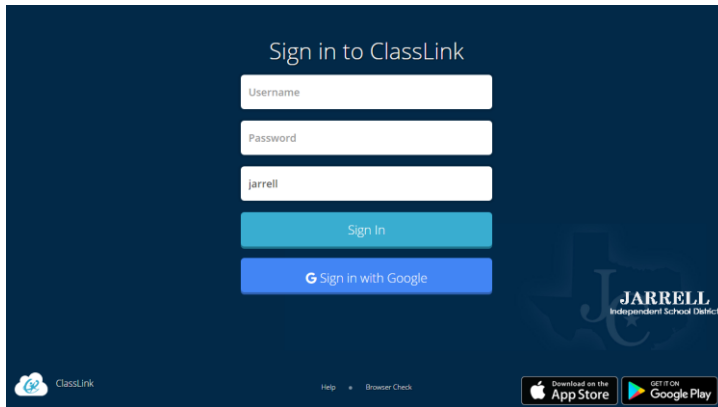 Sign in to ClassLink
Username
Password
jarrell
Sign In
G Sign in with Google
JARRELL
Independent School District
ClassLink
Help • Browser Check
Download on the
App Store
GET IT ON
Google Play